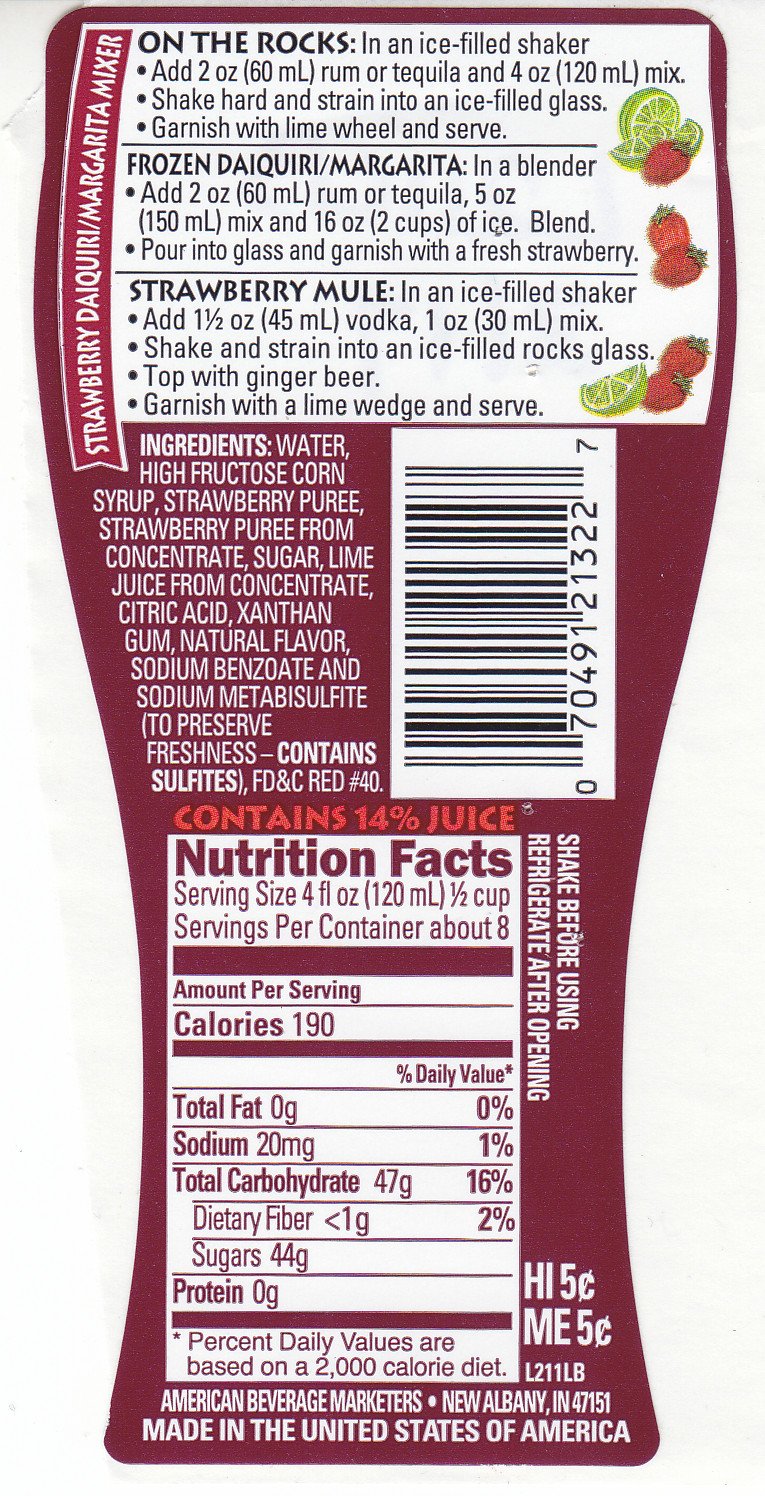 STRAWBERRY DAIQUIRI/MARGARITA MIXER
ON THE ROCKS: In an ice-filled shaker
• Add 2 oz (60 mL) rum or tequila and 4 oz (120 mL) mix.
• Shake hard and strain into an ice-filled glass.
• Garnish with lime wheel and serve.
FROZEN DAIQUIRI/MARGARITA: In a blender
• Add 2 oz (60 mL) rum or tequila, 5 oz
(150 mL) mix and 16 oz (2 cups) of ice. Blend.
• Pour into glass and garnish with a fresh strawberry.
STRAWBERRY MULE: In an ice-filled shaker
• Add 1½ oz (45 mL) vodka, 1 oz (30 mL) mix.
• Shake and strain into an ice-filled rocks glass.
• Top with ginger beer.
• Garnish with a lime wedge and serve.
INGREDIENTS: WATER,
HIGH FRUCTOSE CORN
SYRUP, STRAWBERRY PUREE,
STRAWBERRY PUREE FROM
CONCENTRATE, SUGAR, LIME
JUICE FROM CONCENTRATE,
CITRIC ACID, XANTHAN
GUM, NATURAL FLAVOR,
SODIUM BENZOATE AND
SODIUM METABISULFITE
(TO PRESERVE
FRESHNESS – CONTAINS
SULFITES), FD&C RED #40.
0 70491 21322 7
CONTAINS 14% JUICE
Nutrition Facts
Serving Size 4 fl oz (120 mL) ½ cup
Servings Per Container about 8
Amount Per Serving
Calories 190
% Daily Value*
Total Fat 0g 0%
Sodium 20mg 1%
Total Carbohydrate 47g 16%
Dietary Fiber <1g 2%
Sugars 44g
Protein 0g
* Percent Daily Values are
based on a 2,000 calorie diet.
SHAKE BEFORE USING
REFRIGERATE AFTER OPENING
HI 5¢
ME 5¢
L211LB
AMERICAN BEVERAGE MARKETERS • NEW ALBANY, IN 47151
MADE IN THE UNITED STATES OF AMERICA